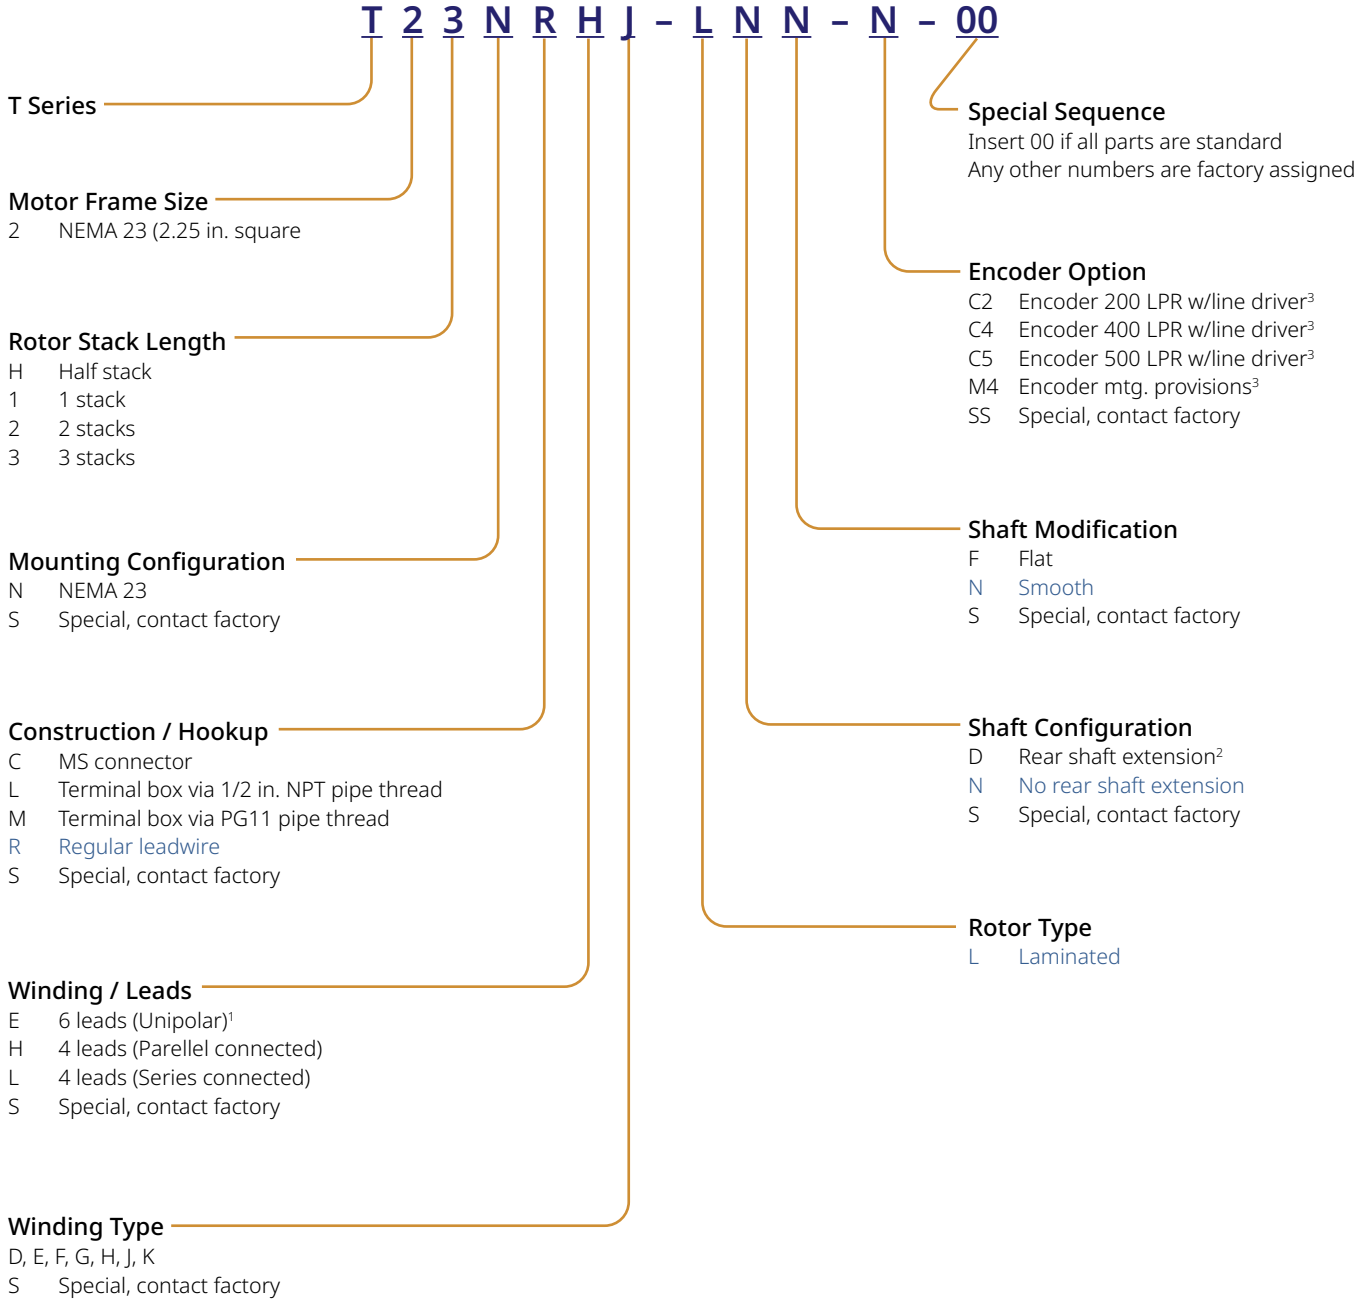 T 2 3 N R H J – L N N – N – 00
T Series
Motor Frame Size
2 NEMA 23 (2.25 in. square
Rotor Stack Length
H Half stack
1 1 stack
2 2 stacks
3 3 stacks
Mounting Configuration
N NEMA 23
S Special, contact factory
Construction / Hookup
C MS connector
L Terminal box via 1/2 in. NPT pipe thread
M Terminal box via PG11 pipe thread
R Regular leadwire
S Special, contact factory
Winding / Leads
E 6 leads (Unipolar)1
H 4 leads (Parellel connected)
L 4 leads (Series connected)
S Special, contact factory
Winding Type
D, E, F, G, H, J, K
S Special, contact factory
Special Sequence
Insert 00 if all parts are standard
Any other numbers are factory assigned
Encoder Option
C2 Encoder 200 LPR w/line driver3
C4 Encoder 400 LPR w/line driver3
C5 Encoder 500 LPR w/line driver3
M4 Encoder mtg. provisions3
SS Special, contact factory
Shaft Modification
F Flat
N Smooth
S Special, contact factory
Shaft Configuration
D Rear shaft extension2
N No rear shaft extension
S Special, contact factory
Rotor Type
L Laminated